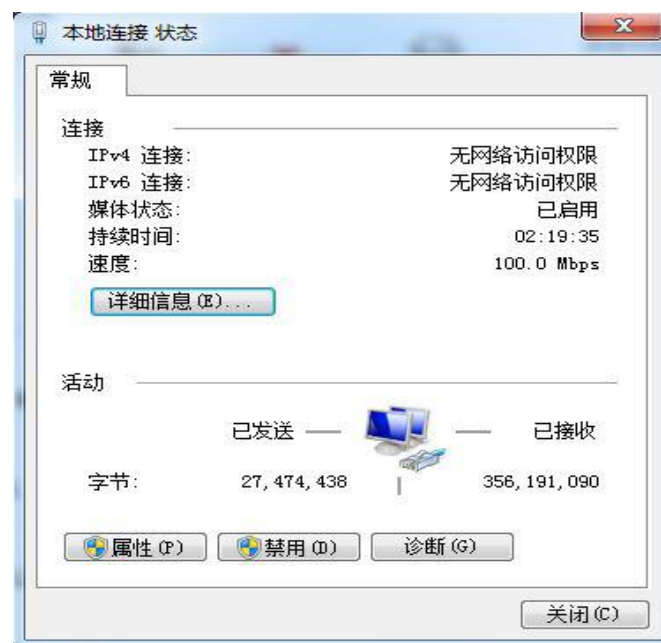 本地连接 状态
常规
连接
IPv4 连接: 无网络访问权限
IPv6 连接: 无网络访问权限
媒体状态: 已启用
持续时间: 02:19:35
速度: 100.0 Mbps
详细信息(E)...
活动
已发送 — — 已接收
字节: 27,474,438 | 356,191,090
属性(P) 禁用(D) 诊断(G)
关闭(C)